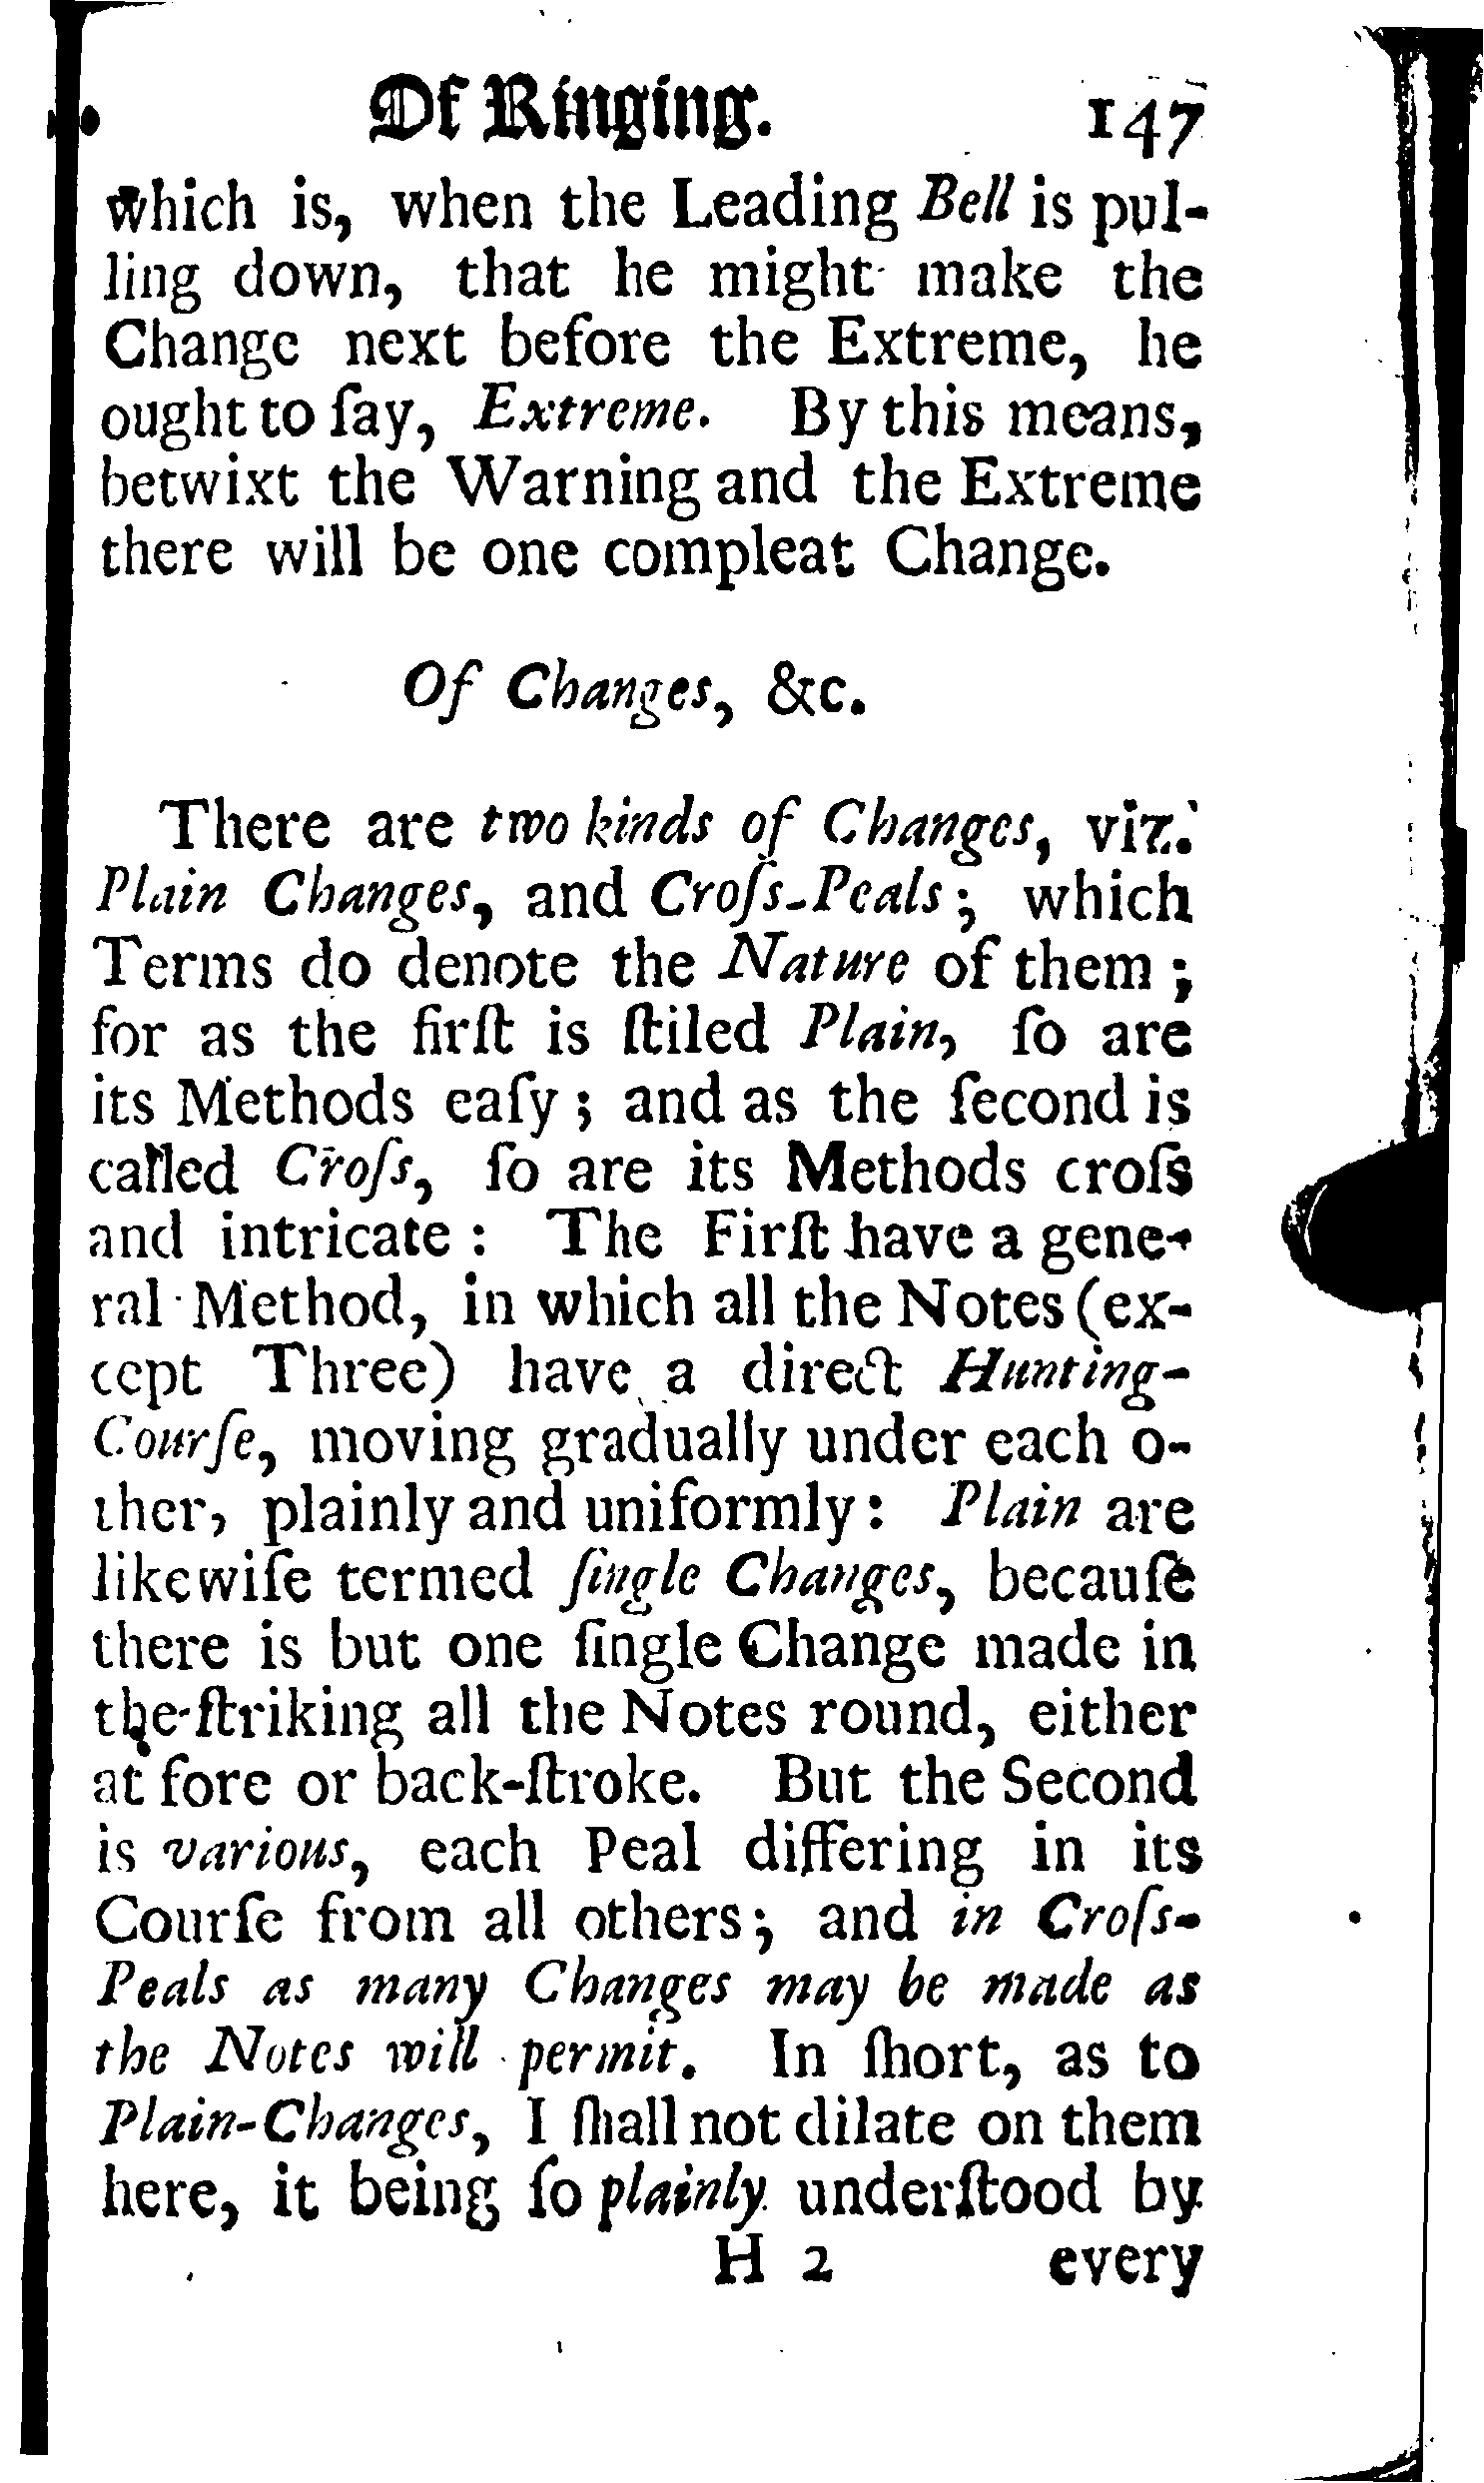 Of Ringing. 147
which is, when the Leading Bell is pul-
ling down, that he might make the
Change next before the Extreme, he
ought to ſay, Extreme. By this means,
betwixt the Warning and the Extreme
there will be one compleat Change.
Of Changes, &c.
There are two kinds of Changes, viz.
Plain Changes, and Croſs-Peals; which
Terms do denote the Nature of them;
for as the firſt is ſtiled Plain, ſo are
its Methods eaſy; and as the ſecond is
called Croſs, ſo are its Methods croſs
and intricate: The Firſt have a gene-
ral Method, in which all the Notes (ex-
cept Three) have a direct Hunting-
Courſe, moving gradually under each o-
ther, plainly and uniformly: Plain are
likewiſe termed ſingle Changes, becauſe
there is but one ſingle Change made in
the ſtriking all the Notes round, either
at fore or back-ſtroke. But the Second
is various, each Peal differing in its
Courſe from all others; and in Croſs-
Peals as many Changes may be made as
the Notes will permit. In ſhort, as to
Plain-Changes, I ſhall not dilate on them
here, it being ſo plainly underſtood by
H 2 every